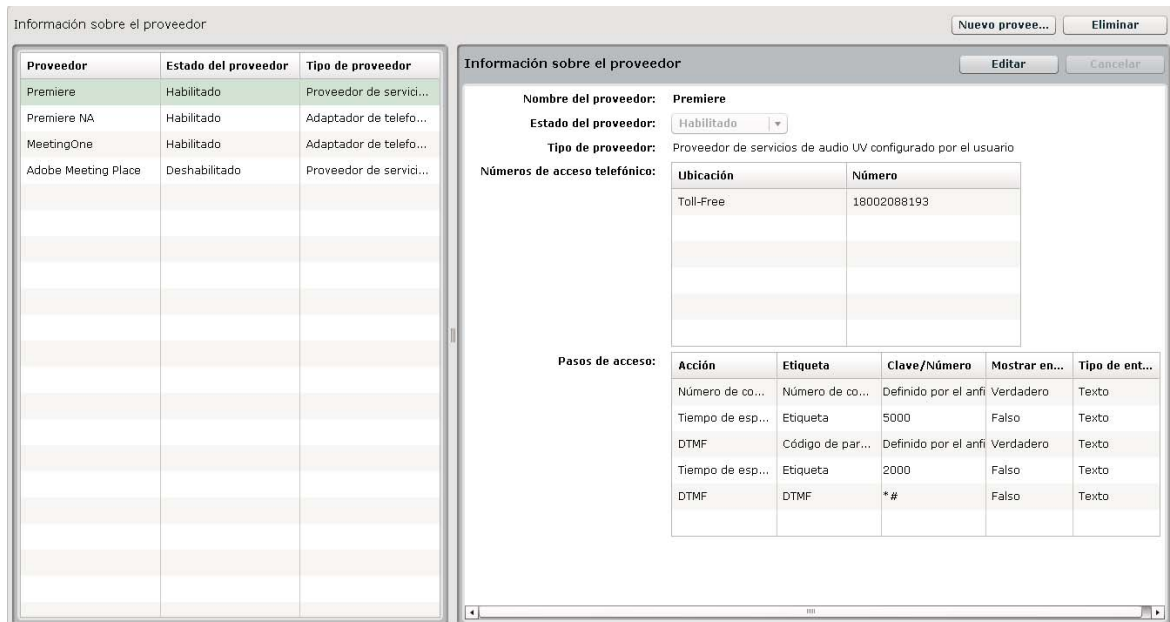 Información sobre el proveedor
Nuevo provee... Eliminar
Proveedor Estado del proveedor Tipo de proveedor
Premiere Habilitado Proveedor de servici...
Premiere NA Habilitado Adaptador de telefo...
MeetingOne Habilitado Adaptador de telefo...
Adobe Meeting Place Deshabilitado Proveedor de servici...
Información sobre el proveedor Editar Cancelar
Nombre del proveedor: Premiere
Estado del proveedor: Habilitado
Tipo de proveedor: Proveedor de servicios de audio UV configurado por el usuario
Números de acceso telefónico:
Ubicación Número
Toll-Free 18002088193
Pasos de acceso:
Acción Etiqueta Clave/Número Mostrar en... Tipo de ent...
Número de co... Número de co... Definido por el anfi Verdadero Texto
Tiempo de esp... Etiqueta 5000 Falso Texto
DTMF Código de par... Definido por el anfi Verdadero Texto
Tiempo de esp... Etiqueta 2000 Falso Texto
DTMF DTMF *# Falso Texto